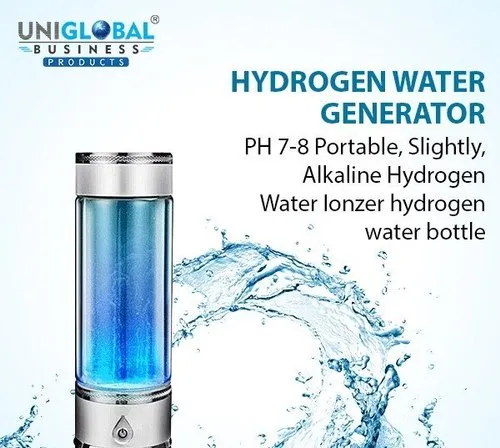 UNIGLOBAL®
BUSINESS
PRODUCTS
HYDROGEN WATER
GENERATOR
PH 7-8 Portable, Slightly,
Alkaline Hydrogen
Water Ionzer hydrogen
water bottle